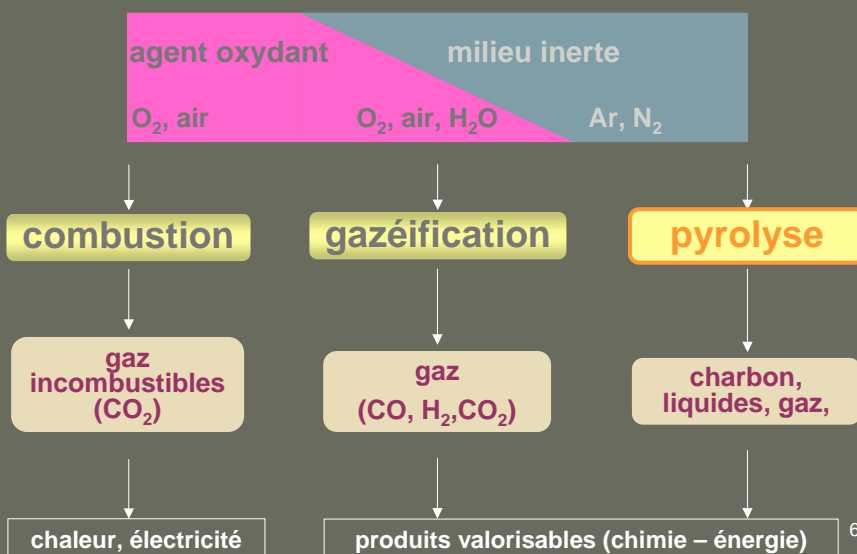 agent oxydant milieu inerte
O₂, air O₂, air, H₂O Ar, N₂
combustion gazéification pyrolyse
gaz
incombustibles
(CO₂)
gaz
(CO, H₂,CO₂)
charbon,
liquides, gaz,
chaleur, électricité produits valorisables (chimie – énergie)
6